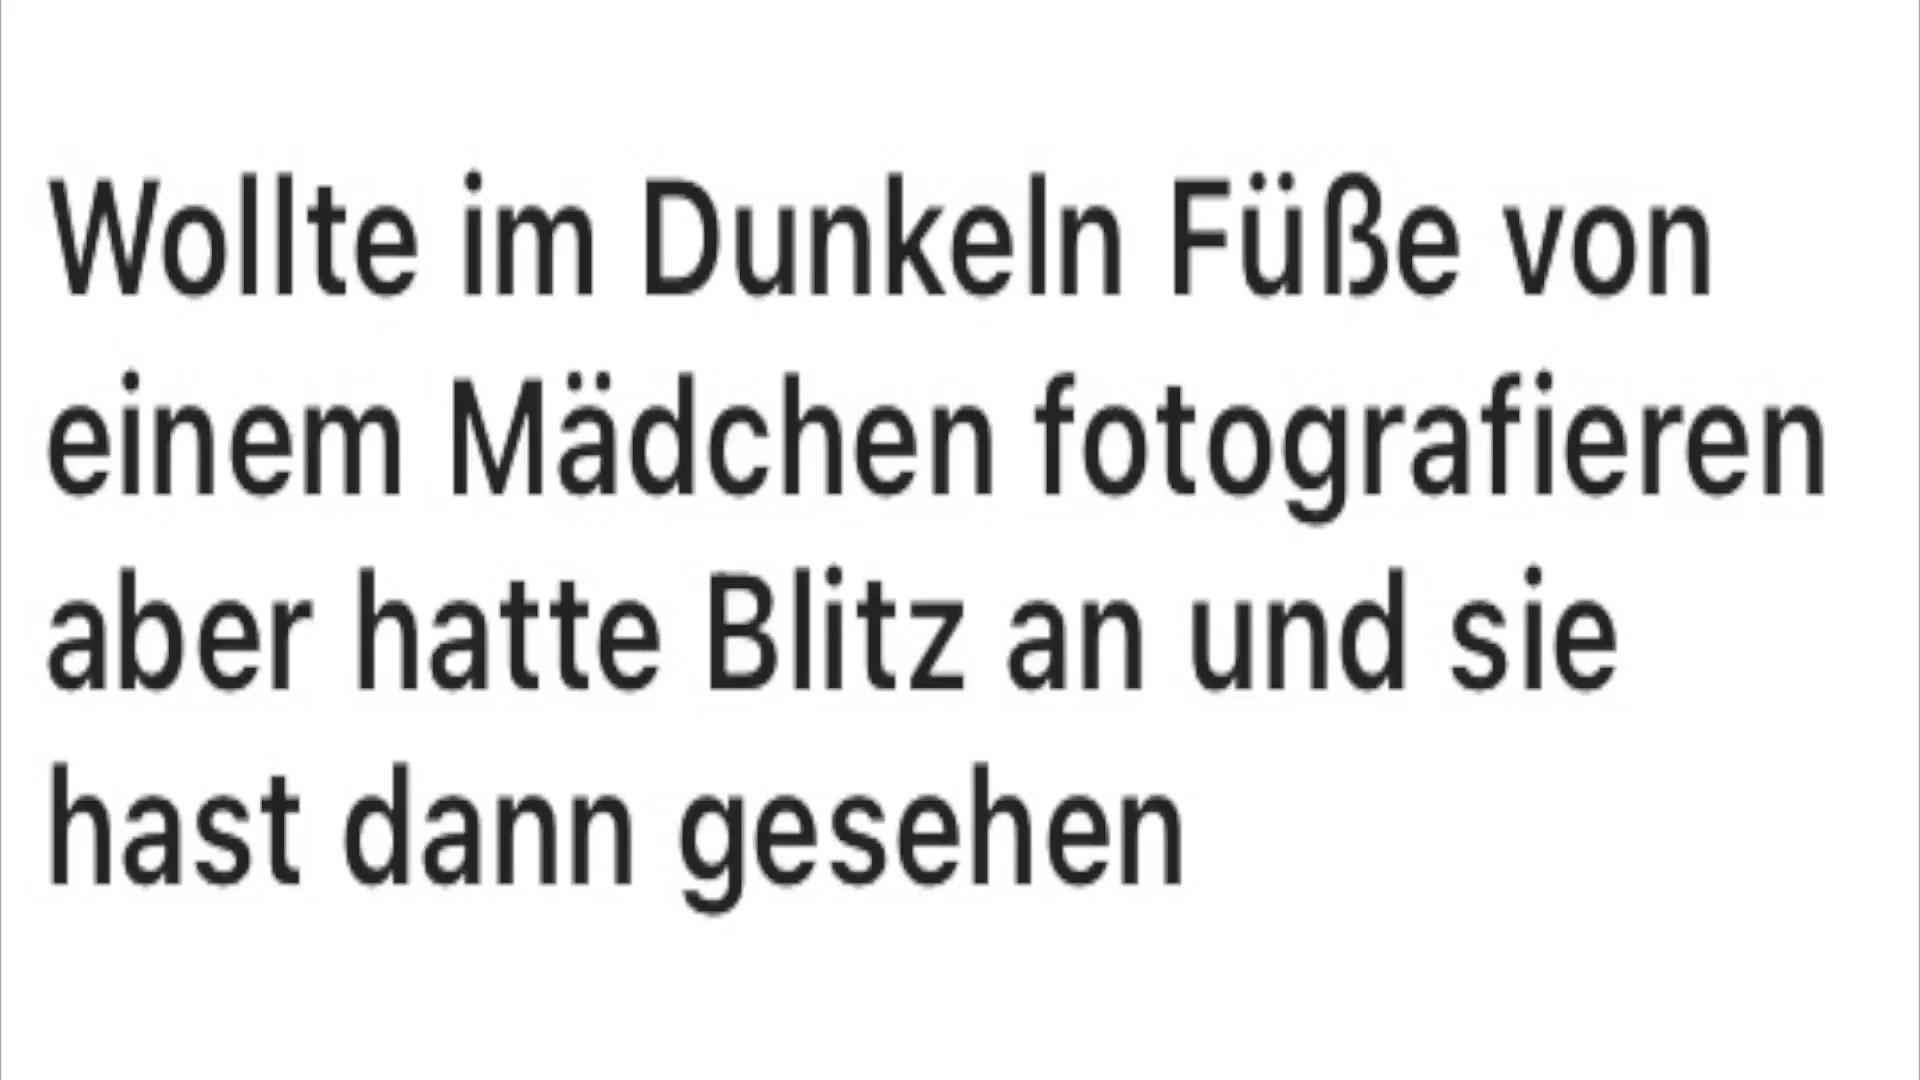 Wollte im Dunkeln Füße von
einem Mädchen fotografieren
aber hatte Blitz an und sie
hast dann gesehen